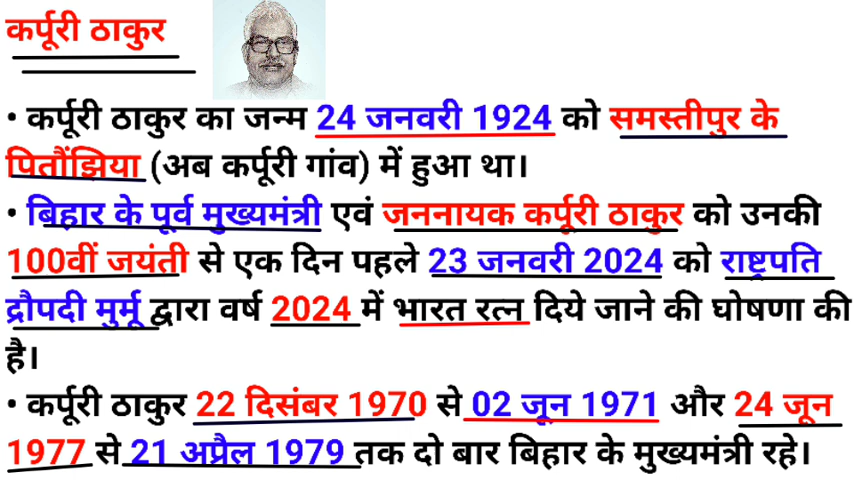 कर्पूरी ठाकुर
• कर्पूरी ठाकुर का जन्म 24 जनवरी 1924 को समस्तीपुर के
पितौंझिया (अब कर्पूरी गांव) में हुआ था।
• बिहार के पूर्व मुख्यमंत्री एवं जननायक कर्पूरी ठाकुर को उनकी
100वीं जयंती से एक दिन पहले 23 जनवरी 2024 को राष्ट्रपति
द्रौपदी मुर्मू द्वारा वर्ष 2024 में भारत रत्न दिये जाने की घोषणा की
है।
• कर्पूरी ठाकुर 22 दिसंबर 1970 से 02 जून 1971 और 24 जून
1977 से 21 अप्रैल 1979 तक दो बार बिहार के मुख्यमंत्री रहे।